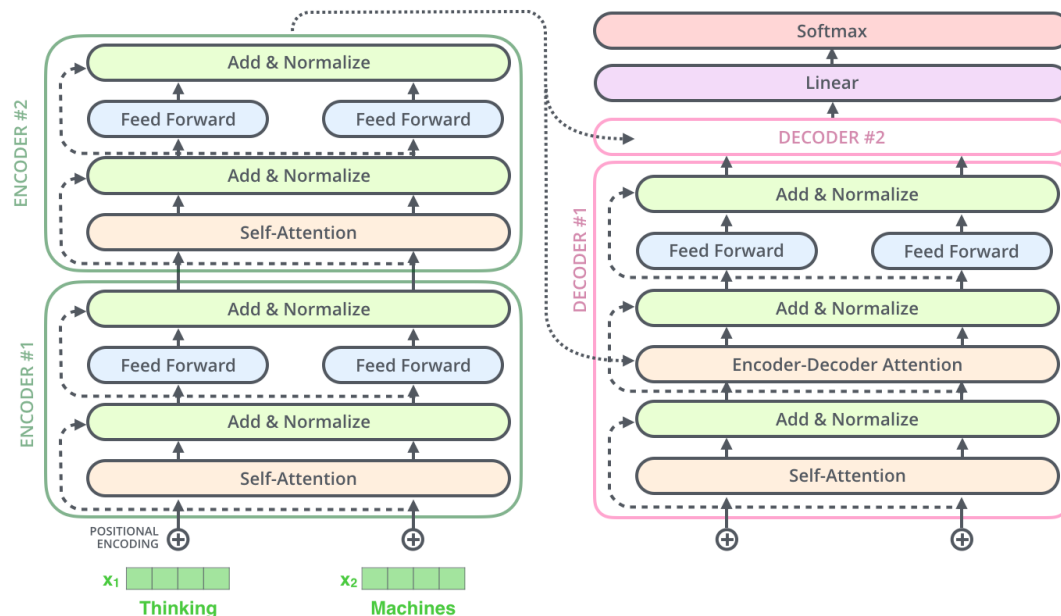 ENCODER #2
Add & Normalize
Feed Forward
Feed Forward
Add & Normalize
Self-Attention
ENCODER #1
Add & Normalize
Feed Forward
Feed Forward
Add & Normalize
Self-Attention
POSITIONAL
ENCODING
x1
x2
Thinking
Machines
Softmax
Linear
DECODER #2
DECODER #1
Add & Normalize
Feed Forward
Feed Forward
Add & Normalize
Encoder-Decoder Attention
Add & Normalize
Self-Attention